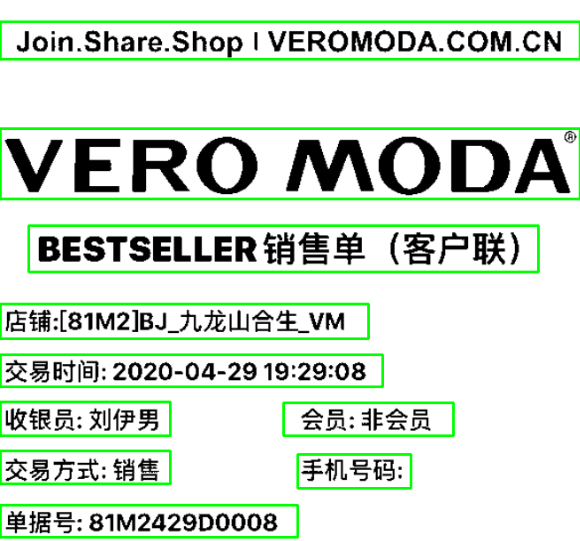 Join.Share.Shop | VEROMODA.COM.CN
VERO MODA®
BESTSELLER 销售单（客户联）
店铺:[81M2]BJ_九龙山合生_VM
交易时间: 2020-04-29 19:29:08
收银员: 刘伊男 会员: 非会员
交易方式: 销售 手机号码:
单据号: 81M2429D0008